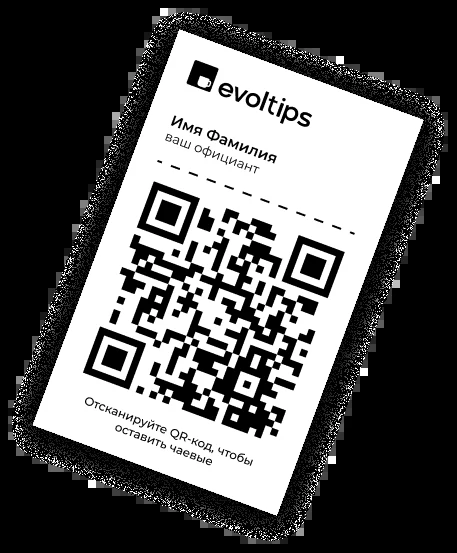 evoltips
Имя Фамилия
ваш официант
Отсканируйте QR-код, чтобы
оставить чаевые